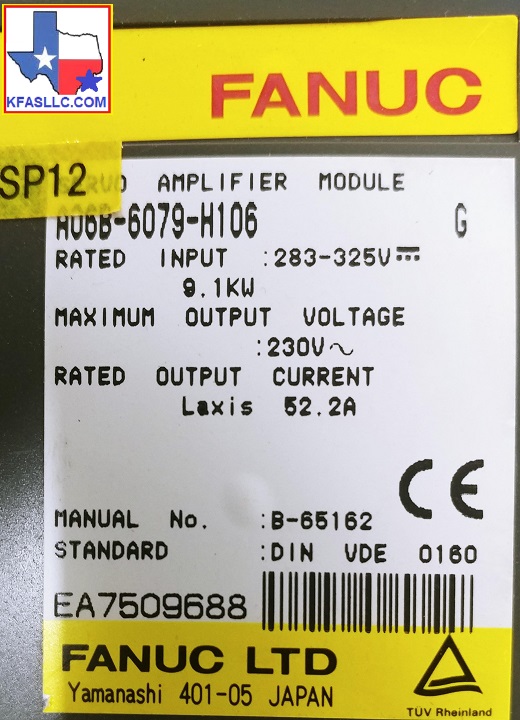 KFASLLC.COM
FANUC
SP12
SERVO AMPLIFIER MODULE
A06B-6079-H106 G
RATED INPUT :283-325V⎓
9.1KW
MAXIMUM OUTPUT VOLTAGE
:230V～
RATED OUTPUT CURRENT
Laxis 52.2A
CE
MANUAL No. :B-65162
STANDARD :DIN VDE 0160
EA7509688
FANUC LTD
Yamanashi 401-05 JAPAN
TÜV Rheinland